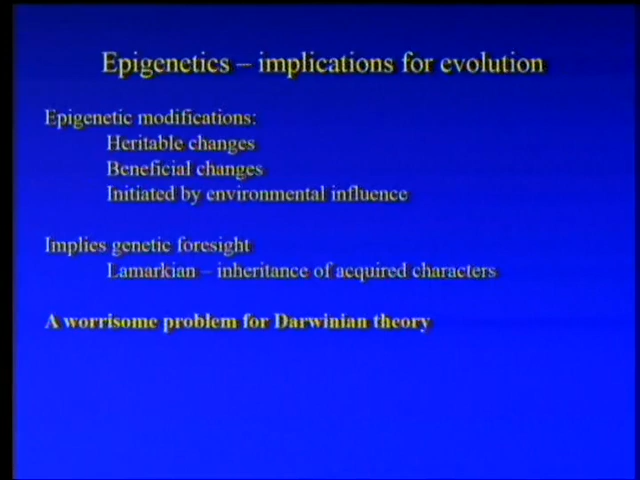 Epigenetics – implications for evolution
Epigenetic modifications:
Heritable changes
Beneficial changes
Initiated by environmental influence
Implies genetic foresight
Lamarkian – inheritance of acquired characters
A worrisome problem for Darwinian theory